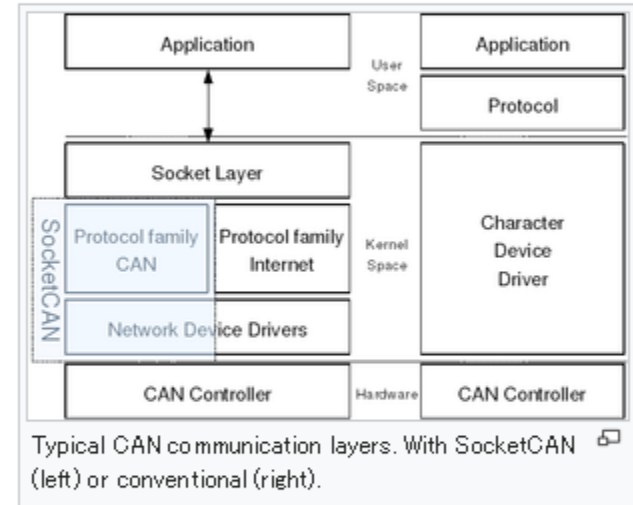 Application
User
Space
Application
Protocol
Socket Layer
SocketCAN
Protocol family
CAN
Protocol family
Internet
Kernel
Space
Character
Device
Driver
Network Device Drivers
CAN Controller
Hardware
CAN Controller
Typical CAN communication layers. With SocketCAN
(left) or conventional (right).